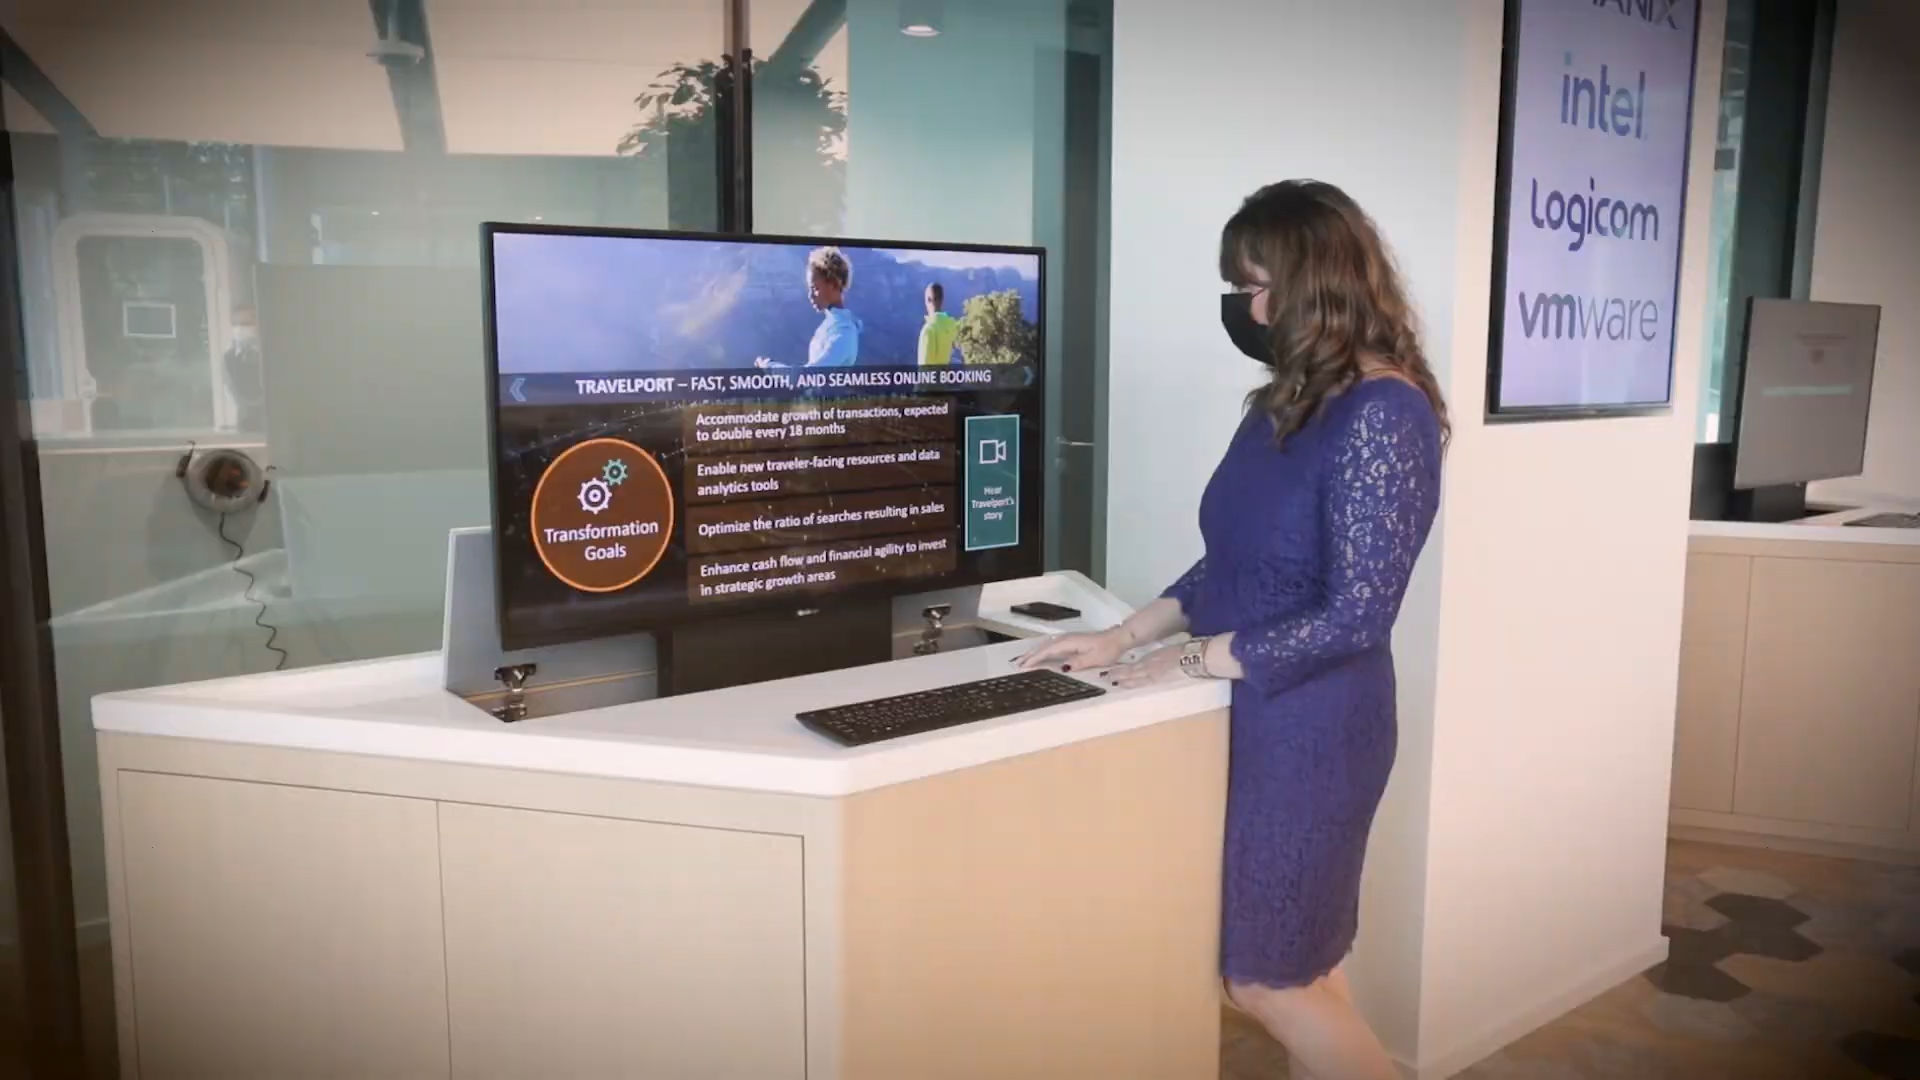 TRAVELPORT – FAST, SMOOTH, AND SEAMLESS ONLINE BOOKING
Accommodate growth of transactions, expected
to double every 18 months
Enable new traveler-facing resources and data
analytics tools
Optimize the ratio of searches resulting in sales
Enhance cash flow and financial agility to invest
in strategic growth areas
Transformation
Goals
Hear
Travelport's
story
intel
Logicom
vmware